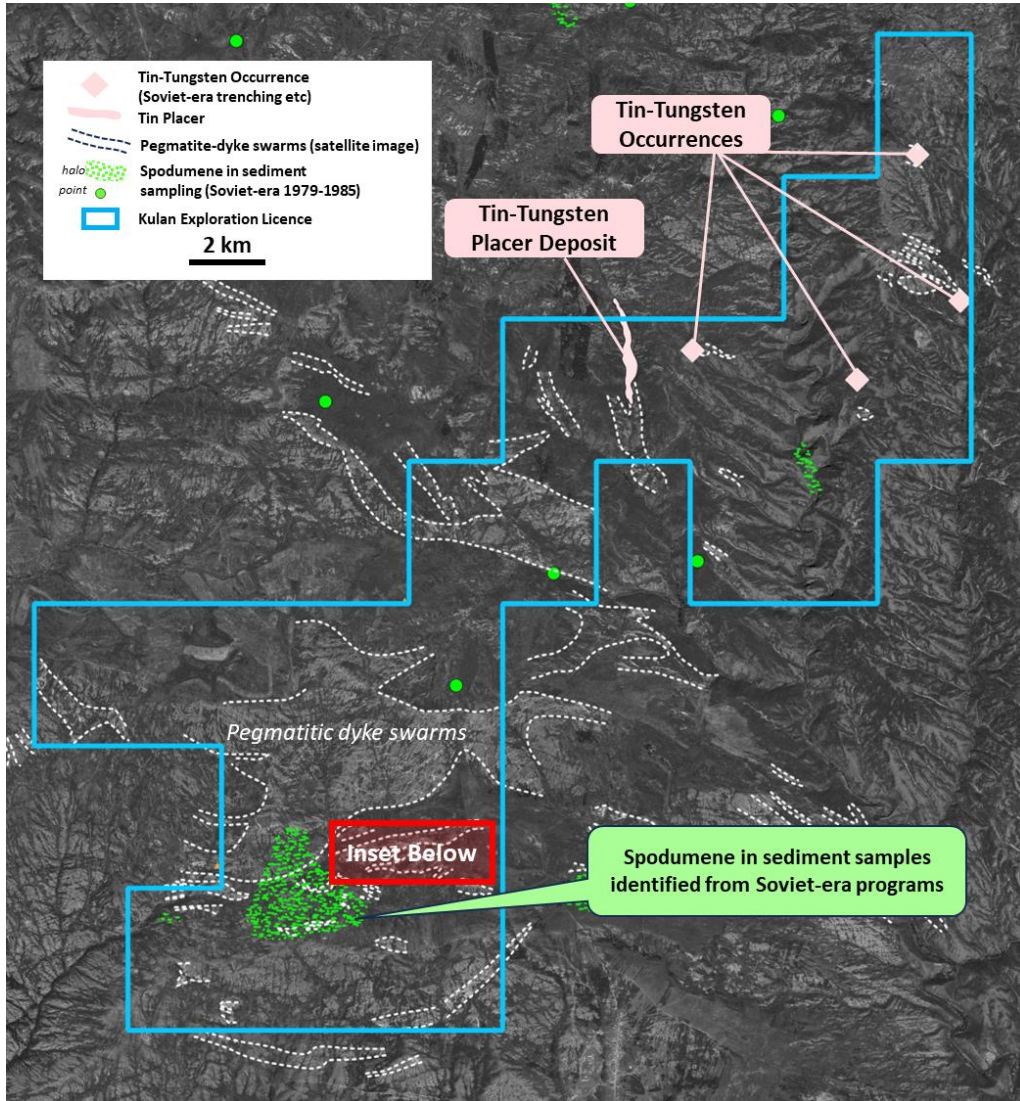 Tin-Tungsten Occurrence
(Soviet-era trenching etc)
Tin Placer
Pegmatite-dyke swarms (satellite image)
halo
Spodumene in sediment
point
sampling (Soviet-era 1979-1985)
Kulan Exploration Licence
2 km
Tin-Tungsten
Occurrences
Tin-Tungsten
Placer Deposit
Pegmatitic dyke swarms
Inset Below
Spodumene in sediment samples
identified from Soviet-era programs